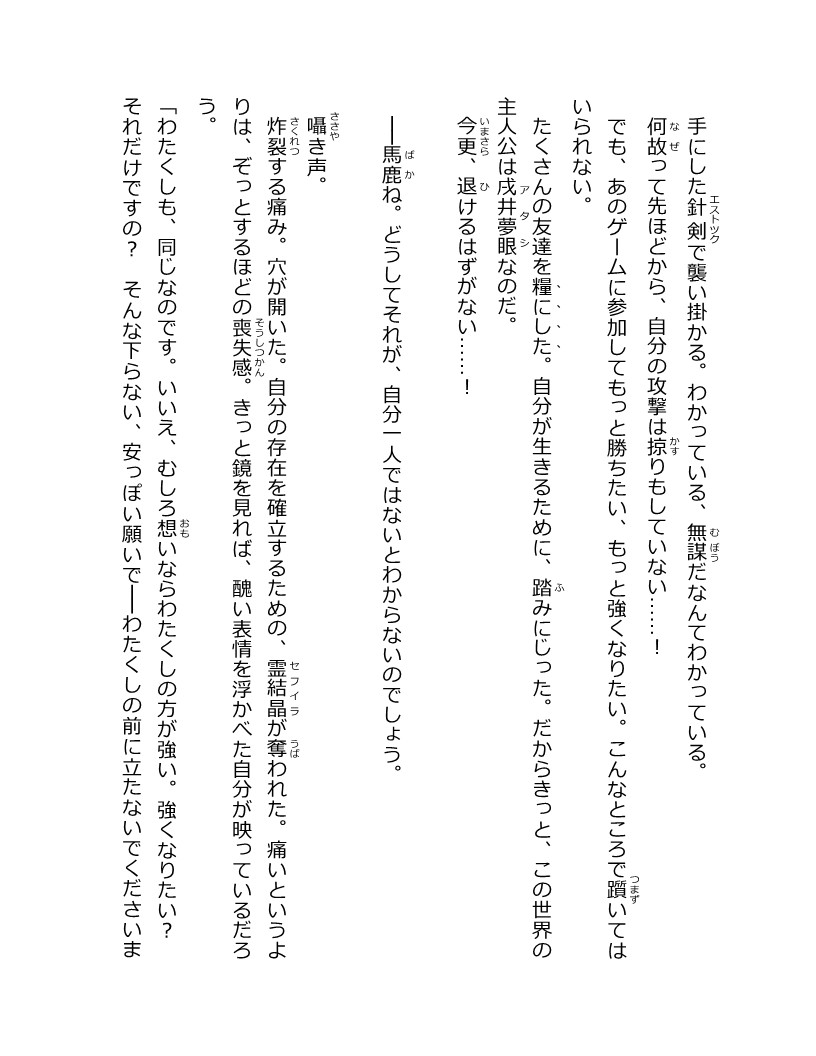 手にした針剣で襲い掛かる。わかっている、無謀だなんてわかっている。
何故って先ほどから、自分の攻撃は掠りもしていない……！
でも、あのゲームに参加してもっと勝ちたい、もっと強くなりたい。こんなところで躓いては
いられない。
たくさんの友達を糧にした。自分が生きるために、踏みにじった。だからきっと、この世界の
主人公は戌井夢眼なのだ。
今更、退けるはずがない……！
――馬鹿ね。どうしてそれが、自分一人ではないとわからないのでしょう。
囁き声。
炸裂する痛み。穴が開いた。自分の存在を確立するための、霊結晶が奪われた。痛いというよ
りは、ぞっとするほどの喪失感。きっと鏡を見れば、醜い表情を浮かべた自分が映っているだろ
う。
「わたくしも、同じなのです。いいえ、むしろ想いならわたくしの方が強い。強くなりたい？
それだけですの？　そんな下らない、安っぽい願いで――わたくしの前に立たないでくださいま